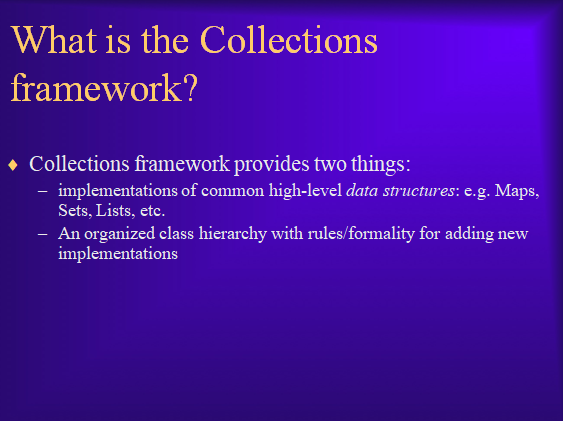 What is the Collections
framework?
♦ Collections framework provides two things:
– implementations of common high-level data structures: e.g. Maps,
Sets, Lists, etc.
– An organized class hierarchy with rules/formality for adding new
implementations